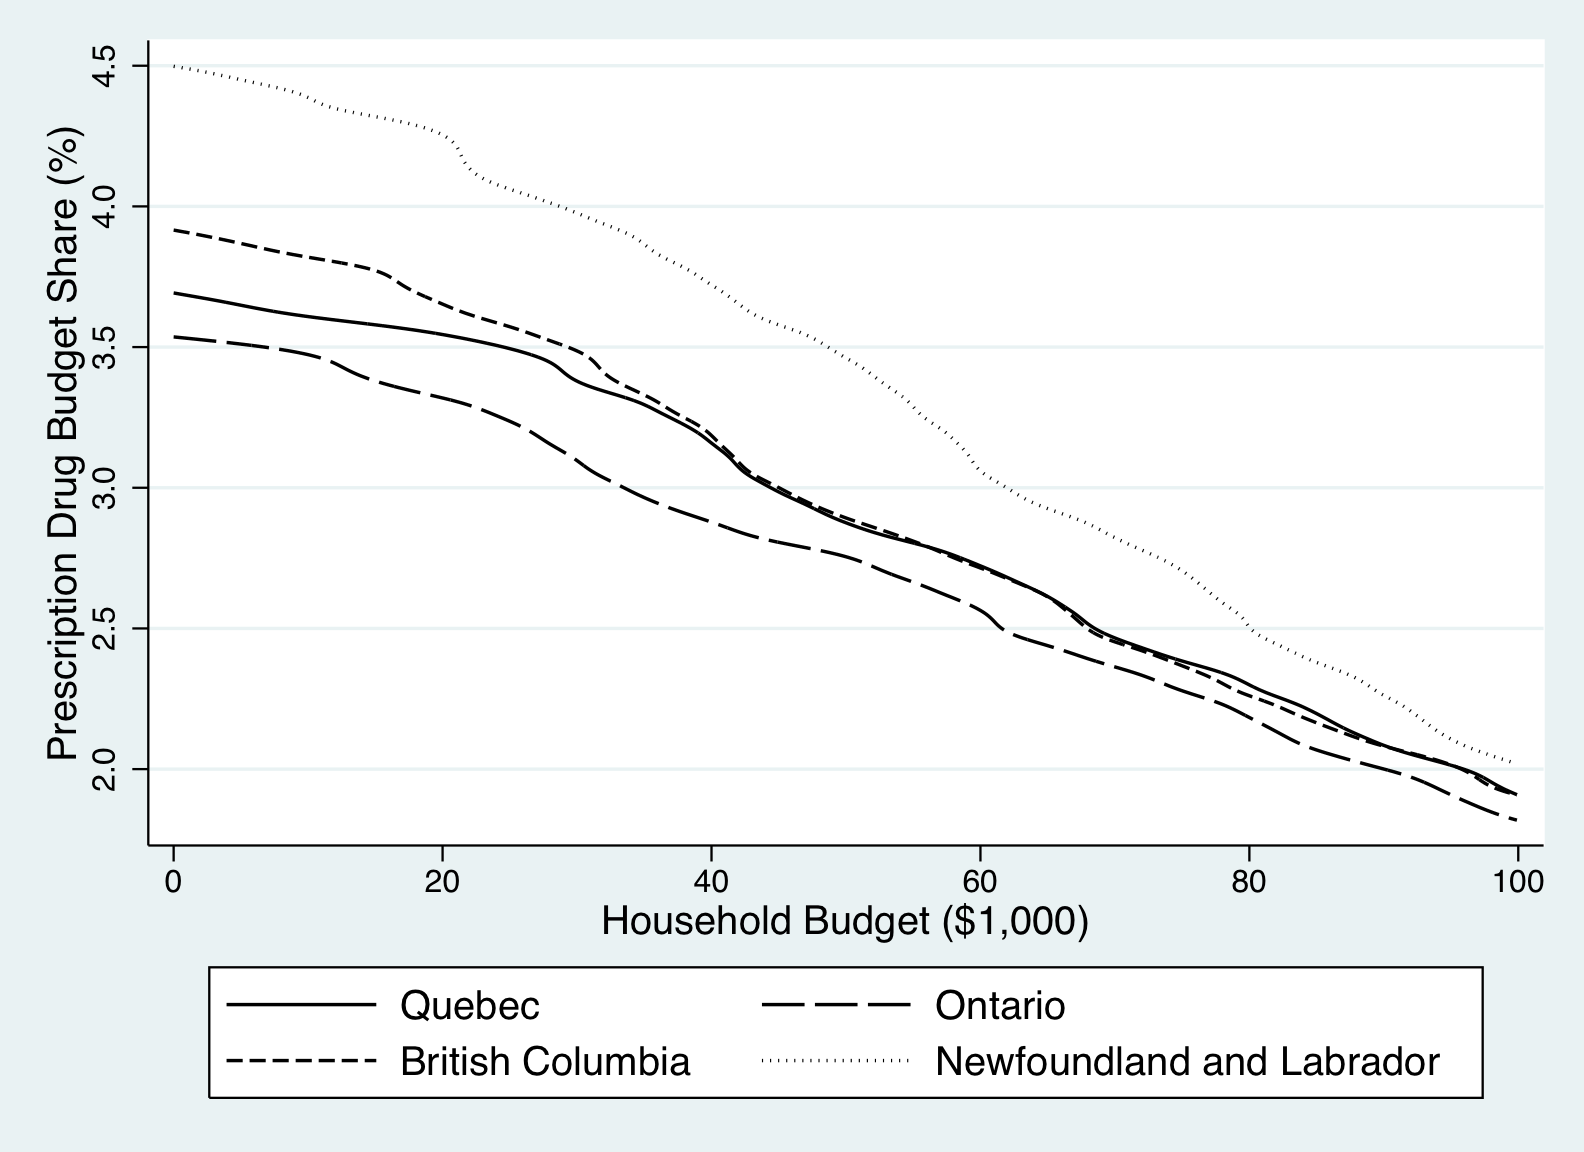 Prescription Drug Budget Share (%)
4.5
4.0
3.5
3.0
2.5
2.0
0 20 40 60 80 100
Household Budget ($1,000)
Quebec Ontario
British Columbia Newfoundland and Labrador